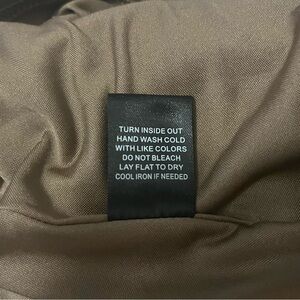 TURN INSIDE OUT
HAND WASH COLD
WITH LIKE COLORS
DO NOT BLEACH
LAY FLAT TO DRY
COOL IRON IF NEEDED